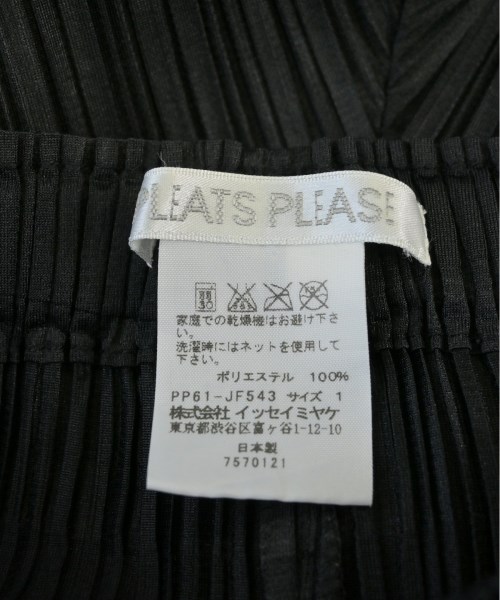 PLEATS PLEASE
家庭での乾燥機はお避け下さ
い。
洗濯時にはネットを使用して
下さい。
ポリエステル 100%
PP61-JF543 サイズ 1
株式会社 イッセイミヤケ
東京都渋谷区富ヶ谷1-12-10
日本製
7570121